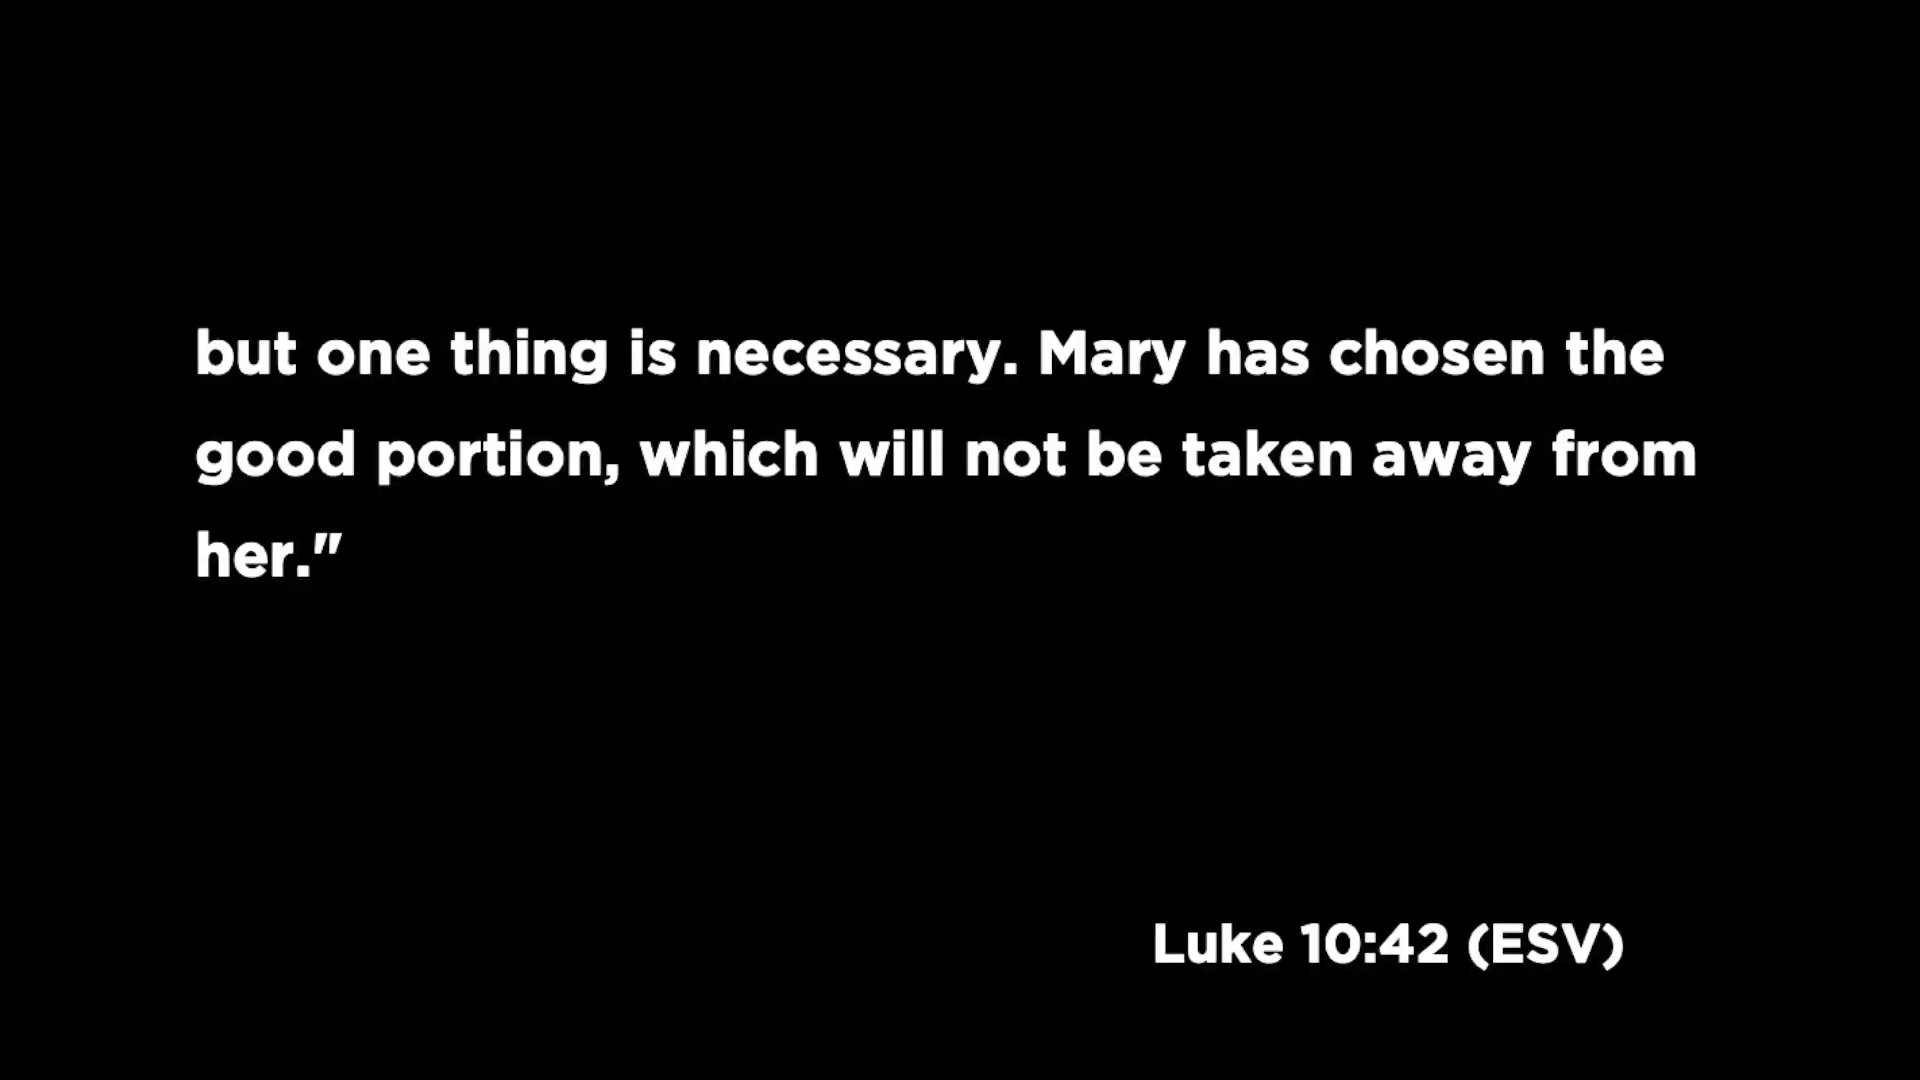 but one thing is necessary. Mary has chosen the
good portion, which will not be taken away from
her."
Luke 10:42 (ESV)